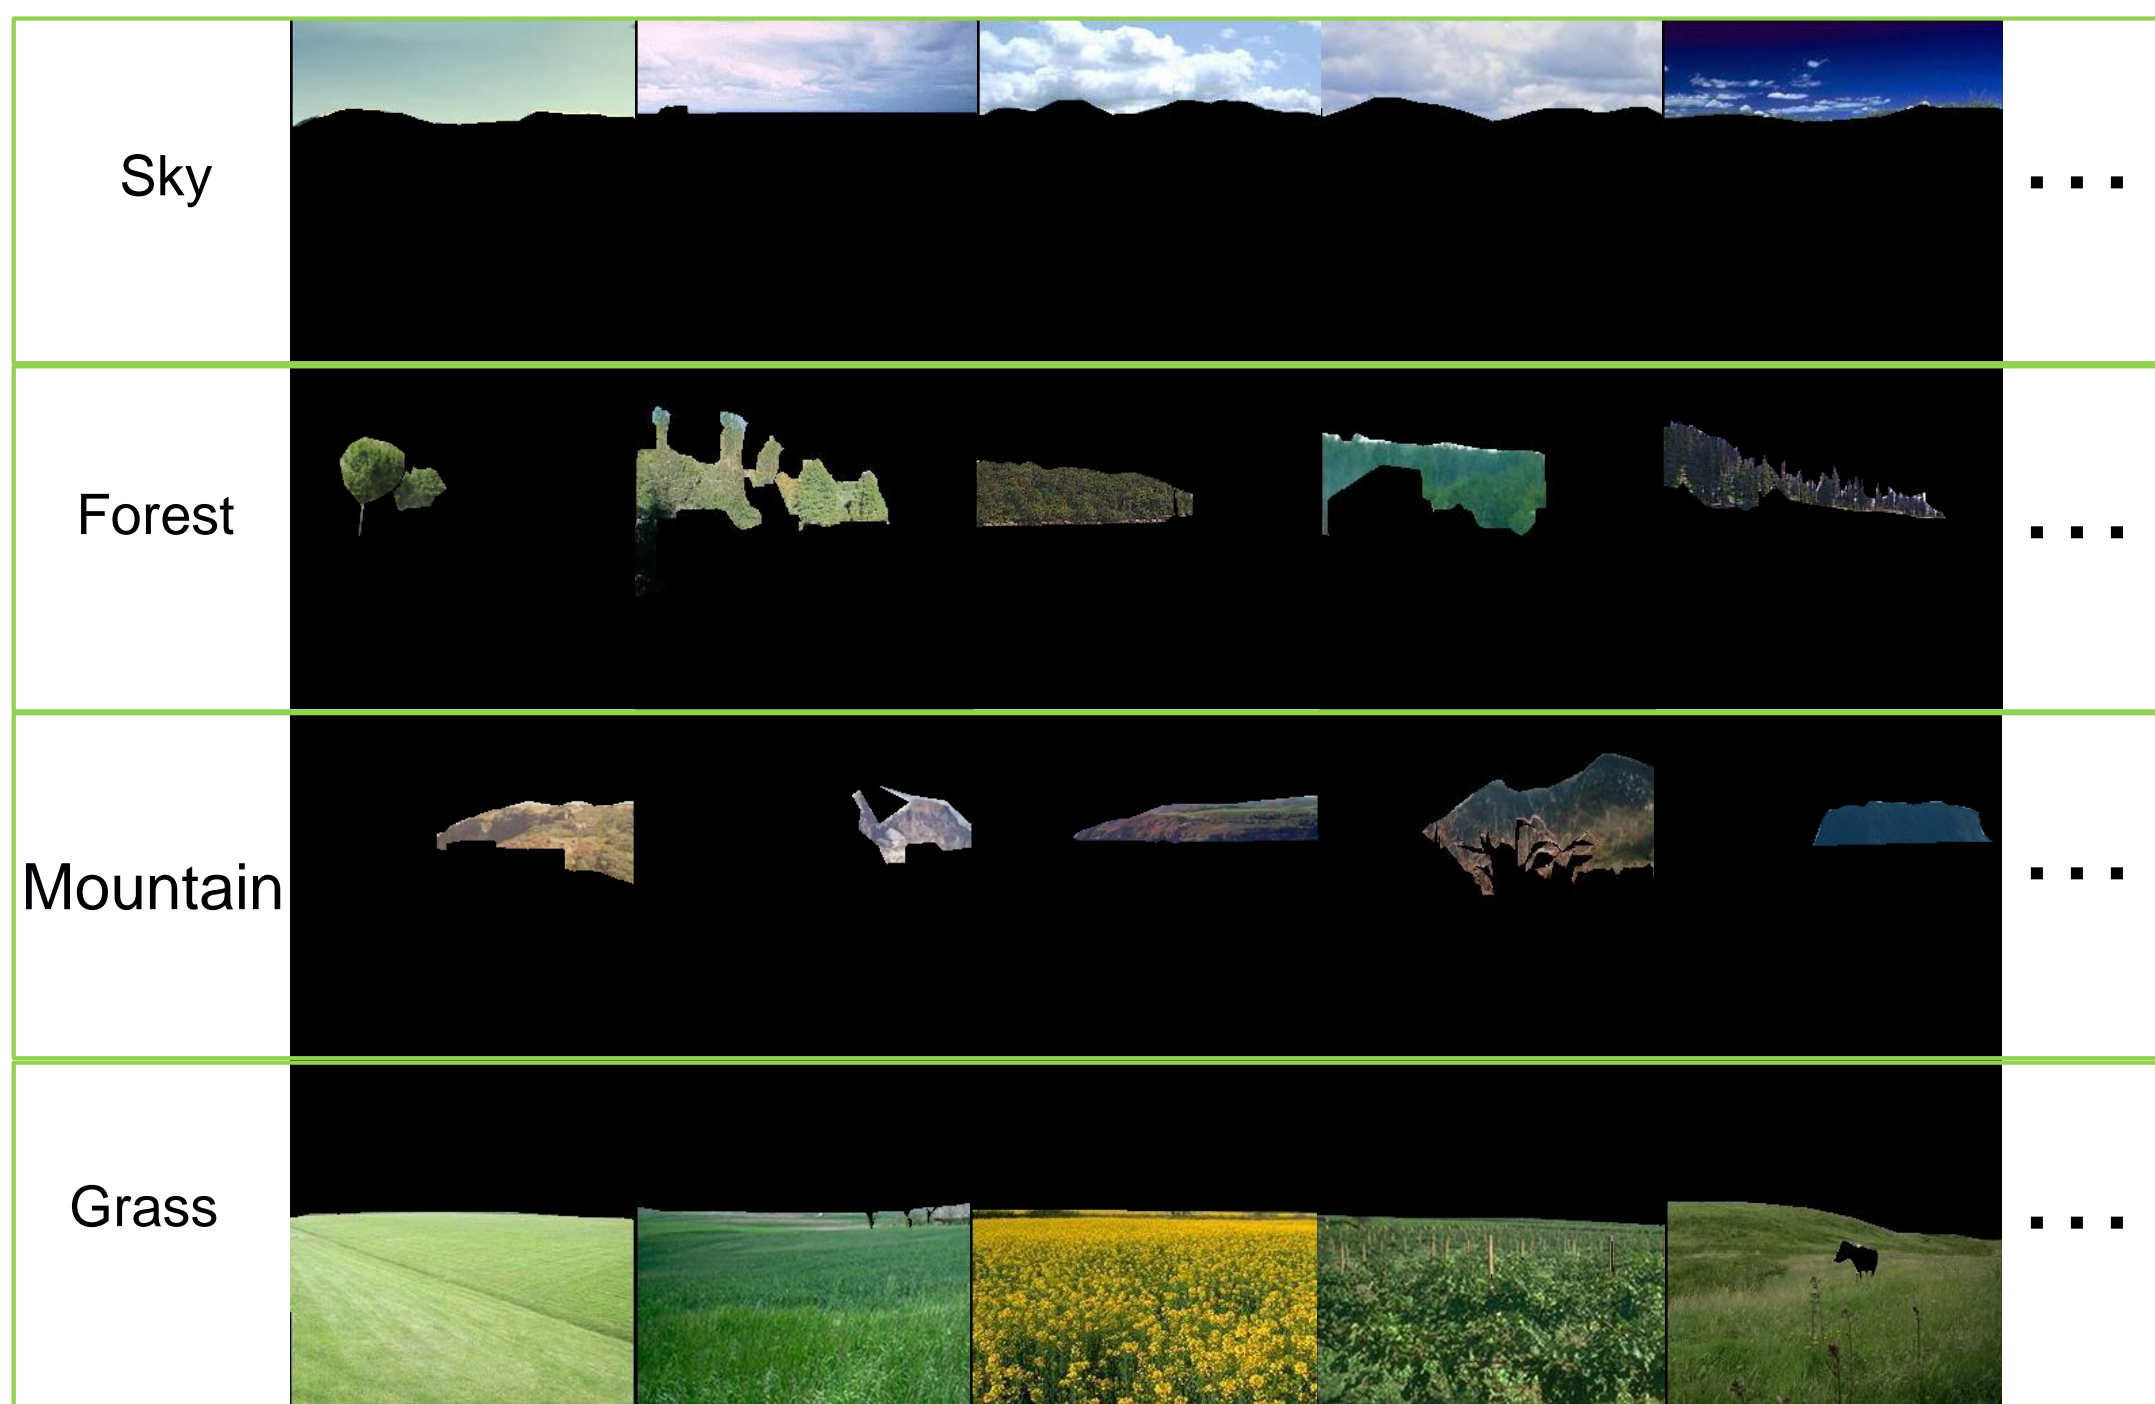 Sky
. . .
Forest
. . .
Mountain
. . .
Grass
. . .